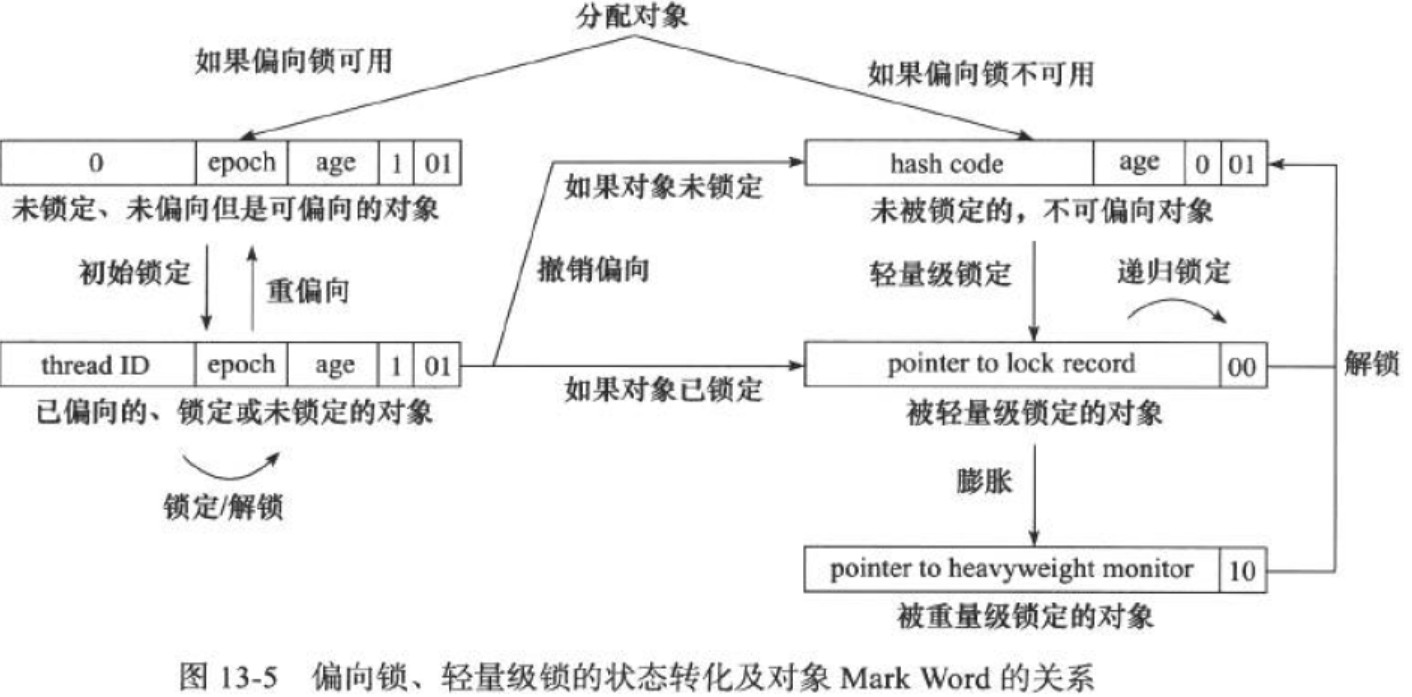 分配对象
如果偏向锁可用
如果偏向锁不可用
0 epoch age 1 01
未锁定、未偏向但是可偏向的对象
hash code age 0 01
未被锁定的，不可偏向对象
如果对象未锁定
撤销偏向
初始锁定
重偏向
轻量级锁定
递归锁定
thread ID epoch age 1 01
已偏向的、锁定或未锁定的对象
如果对象已锁定
pointer to lock record 00
被轻量级锁定的对象
解锁
锁定/解锁
膨胀
pointer to heavyweight monitor 10
被重量级锁定的对象
图 13-5 偏向锁、轻量级锁的状态转化及对象 Mark Word 的关系